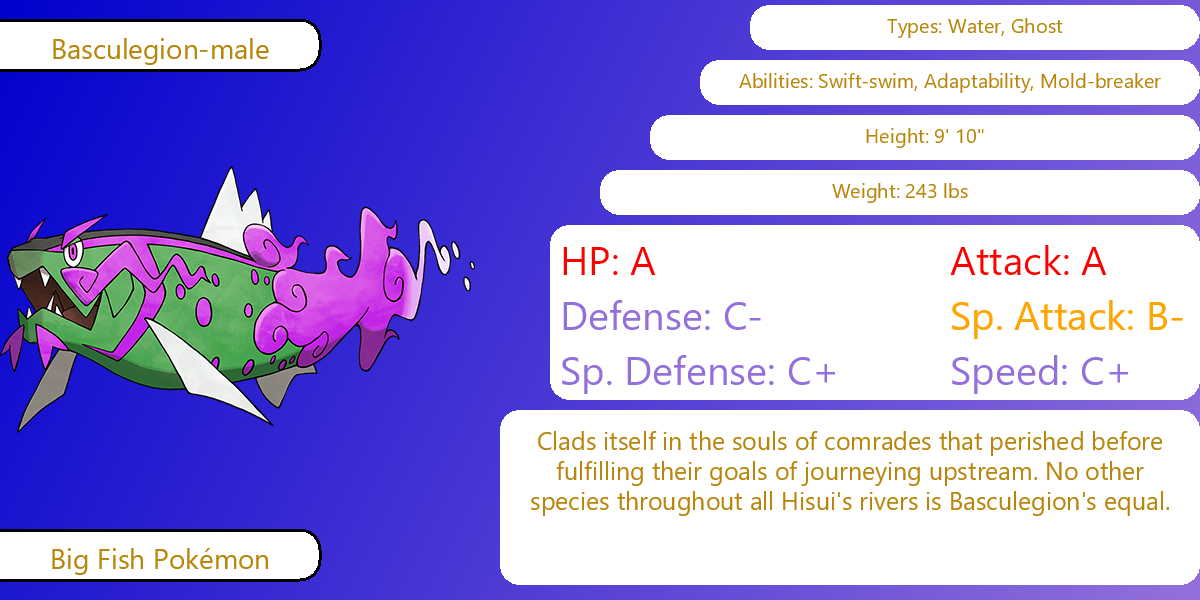 Basculegion-male
Types: Water, Ghost
Abilities: Swift-swim, Adaptability, Mold-breaker
Height: 9' 10"
Weight: 243 lbs
HP: A
Attack: A
Defense: C-
Sp. Attack: B-
Sp. Defense: C+
Speed: C+
Clads itself in the souls of comrades that perished before
fulfilling their goals of journeying upstream. No other
species throughout all Hisui's rivers is Basculegion's equal.
Big Fish Pokémon